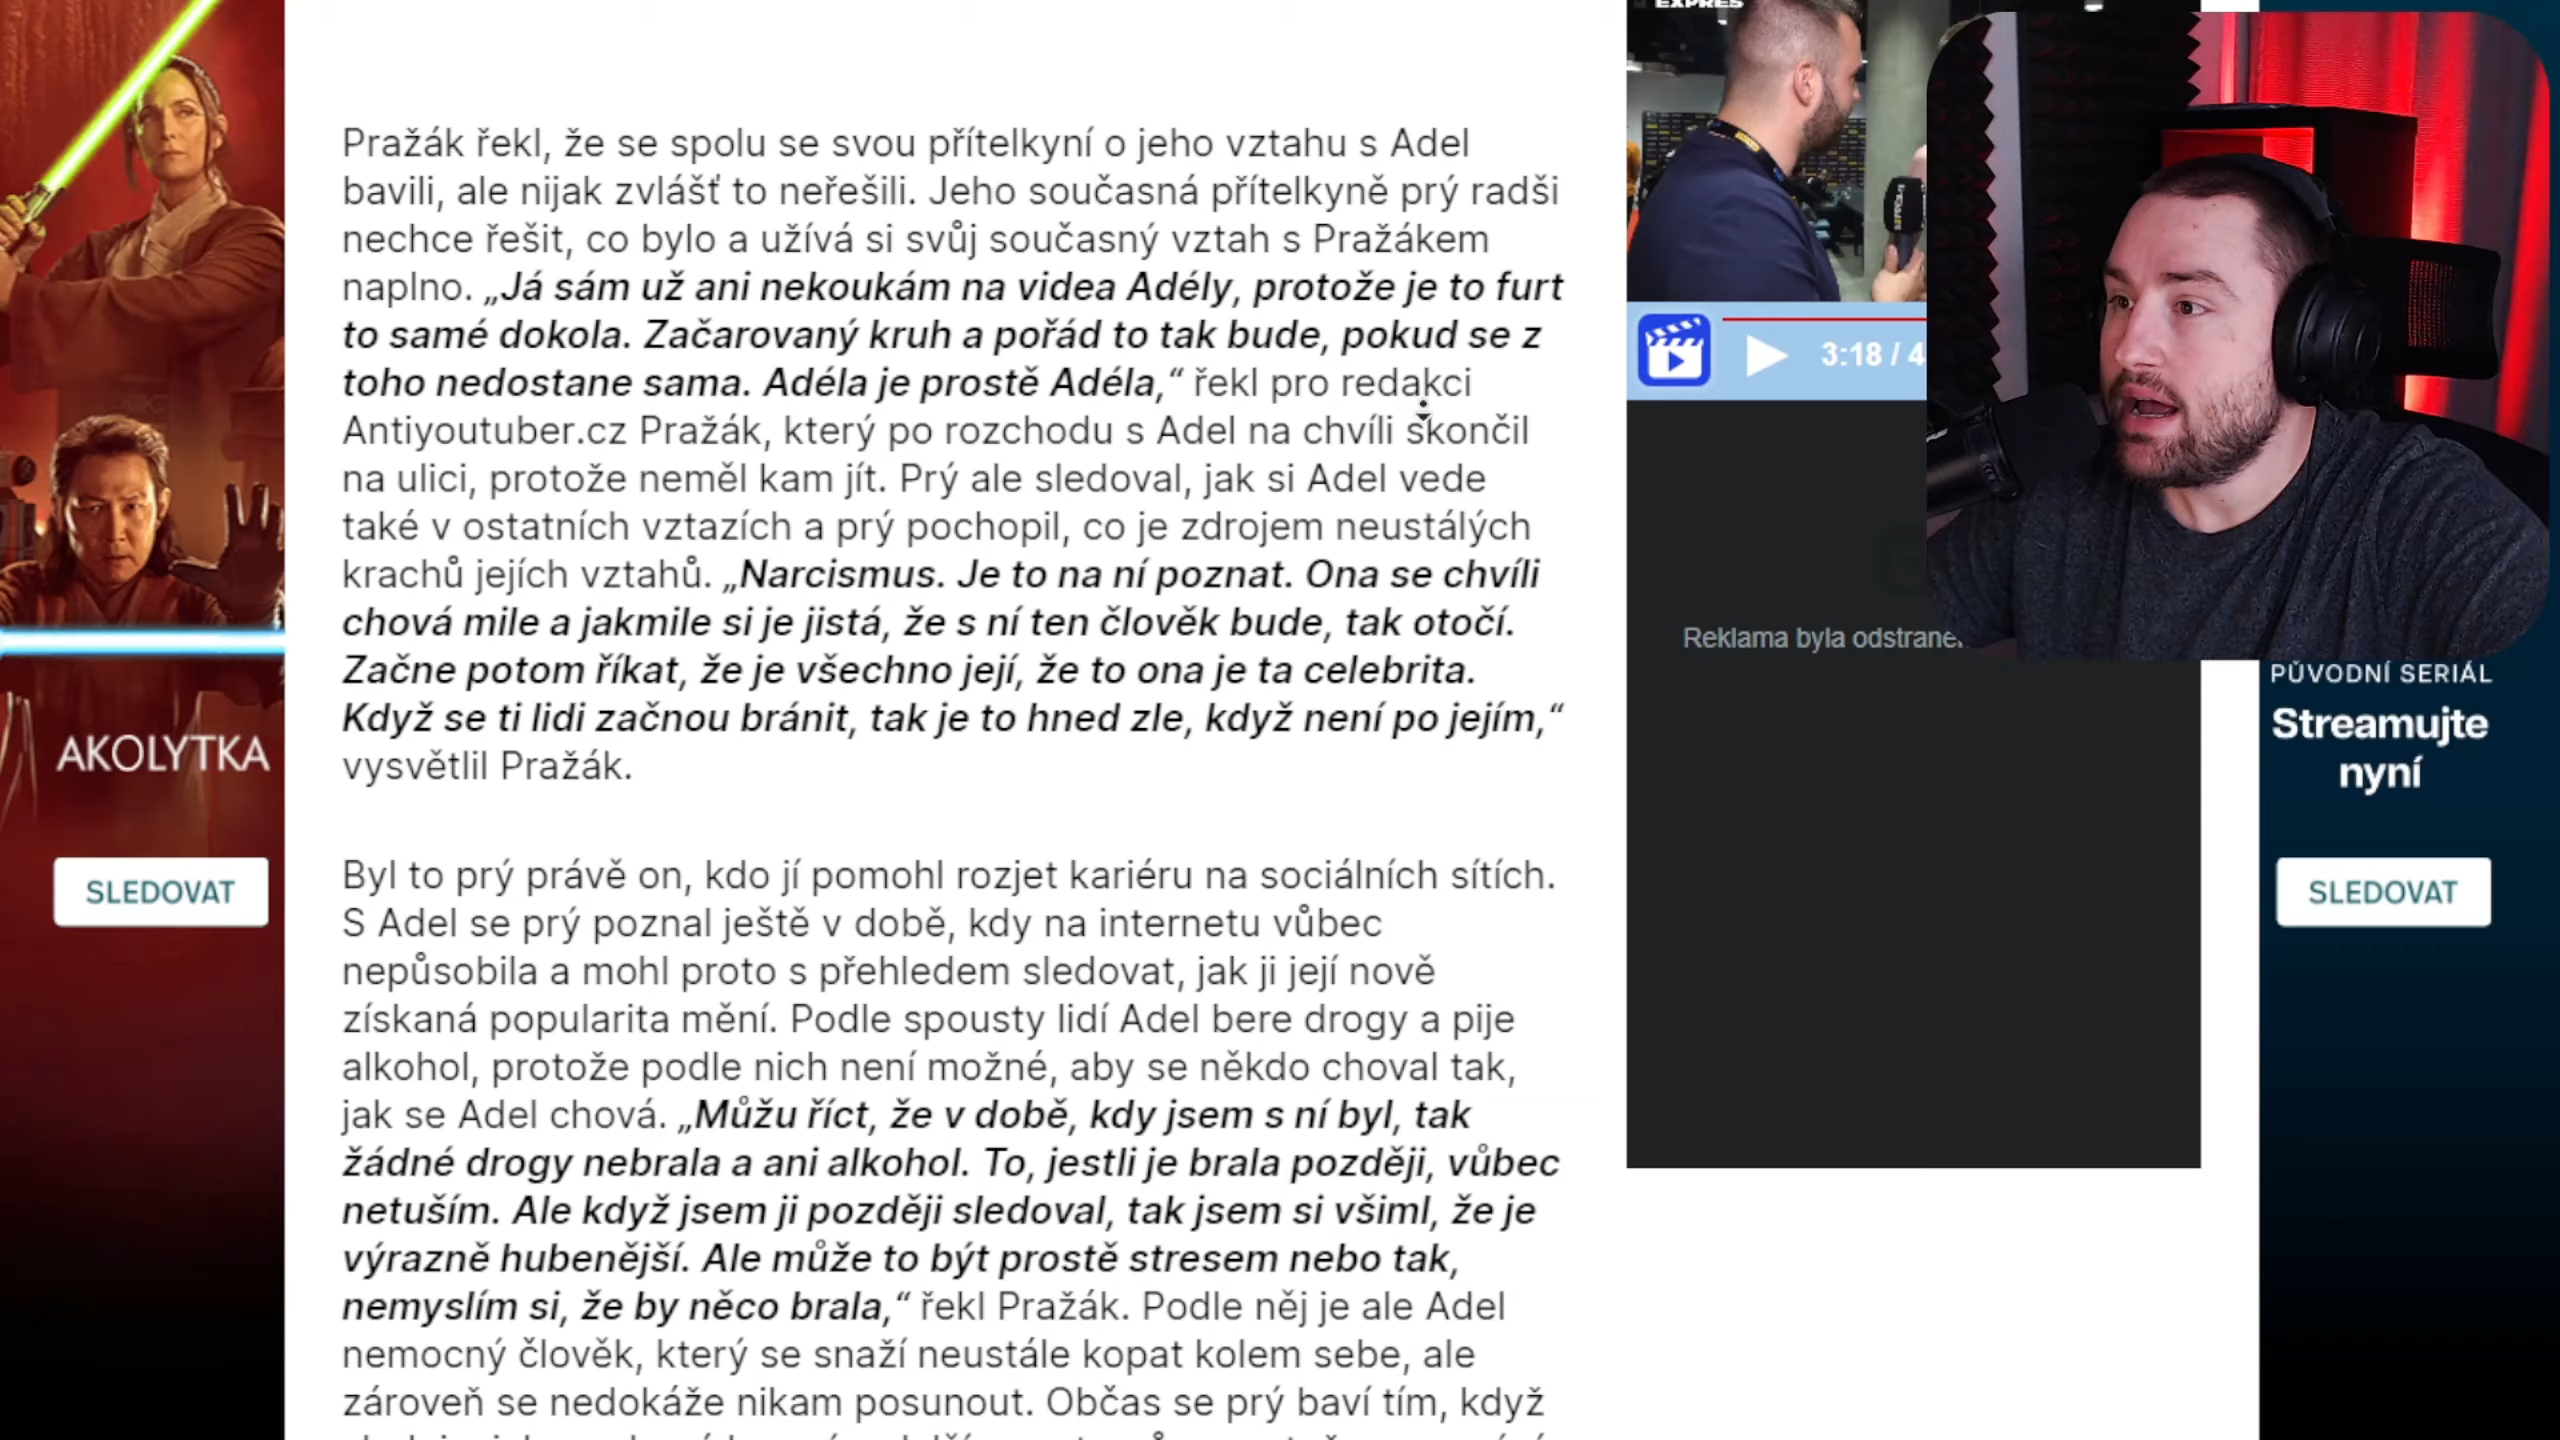 Pražák řekl, že se spolu se svou přítelkyní o jeho vztahu s Adel
bavili, ale nijak zvlášť to neřešili. Jeho současná přítelkyně prý radši
nechce řešit, co bylo a užívá si svůj současný vztah s Pražákem
naplno. „Já sám už ani nekoukám na videa Adély, protože je to furt
to samé dokola. Začarovaný kruh a pořád to tak bude, pokud se z
toho nedostane sama. Adéla je prostě Adéla,“ řekl pro redakci
Antiyoutuber.cz Pražák, který po rozchodu s Adel na chvíli skončil
na ulici, protože neměl kam jít. Prý ale sledoval, jak si Adel vede
také v ostatních vztazích a prý pochopil, co je zdrojem neustálých
krachů jejích vztahů. „Narcismus. Je to na ní poznat. Ona se chvíli
chová mile a jakmile si je jistá, že s ní ten člověk bude, tak otočí.
Začne potom říkat, že je všechno její, že to ona je ta celebrita.
Když se ti lidi začnou bránit, tak je to hned zle, když není po jejím,“
vysvětlil Pražák.
Byl to prý právě on, kdo jí pomohl rozjet kariéru na sociálních sítích.
S Adel se prý poznal ještě v době, kdy na internetu vůbec
nepůsobila a mohl proto s přehledem sledovat, jak ji její nově
získaná popularita mění. Podle spousty lidí Adel bere drogy a pije
alkohol, protože podle nich není možné, aby se někdo choval tak,
jak se Adel chová. „Můžu říct, že v době, kdy jsem s ní byl, tak
žádné drogy nebrala a ani alkohol. To, jestli je brala později, vůbec
netuším. Ale když jsem ji později sledoval, tak jsem si všiml, že je
výrazně hubenější. Ale může to být prostě stresem nebo tak,
nemyslím si, že by něco brala,“ řekl Pražák. Podle něj je ale Adel
nemocný člověk, který se snaží neustále kopat kolem sebe, ale
zároveň se nedokáže nikam posunout. Občas se prý baví tím, když
AKOLYTKA
SLEDOVAT
EXPRES
3:18 / 4
Reklama byla odstraně
PŮVODNÍ SERIÁL
Streamujte
nyní
SLEDOVAT